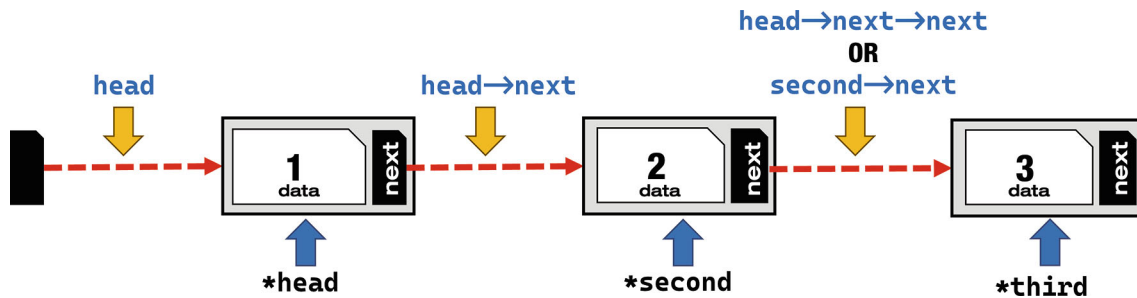 head→next→next
OR
head
head→next
second→next
1
data
next
2
data
next
3
data
next
*head
*second
*third